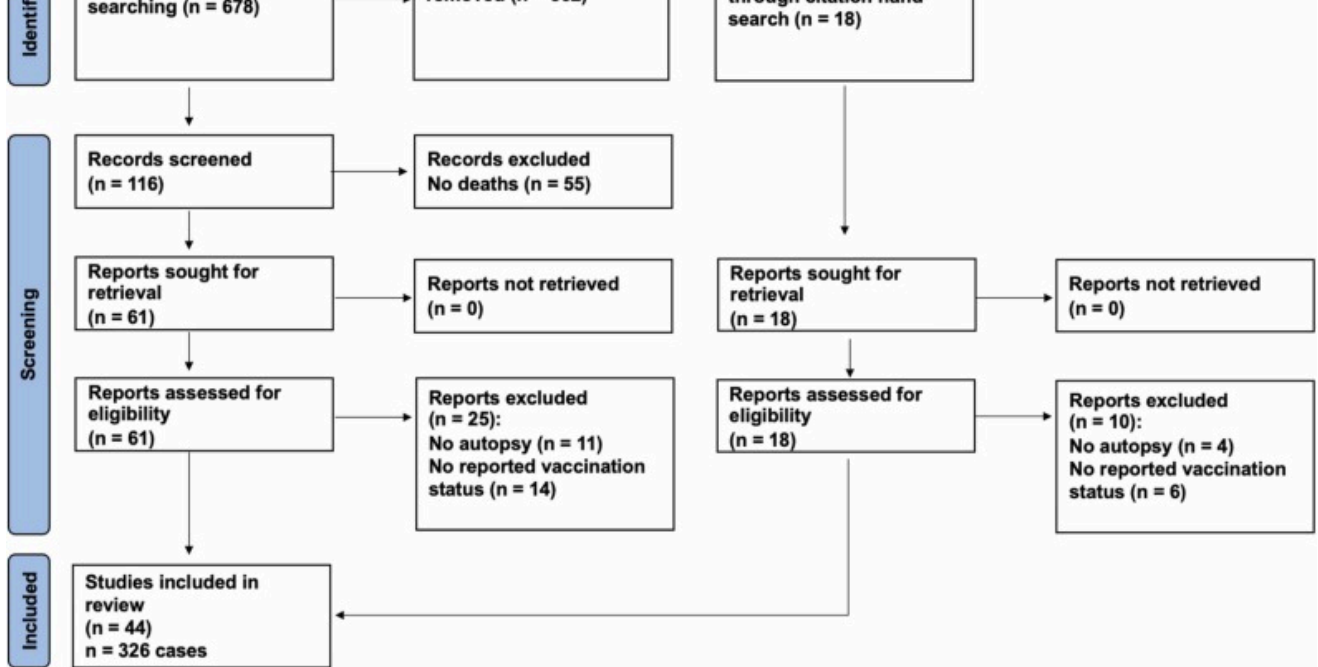 Identif
searching (n = 678)
search (n = 18)
Screening
Records screened
(n = 116)
Records excluded
No deaths (n = 55)
Reports sought for
retrieval
(n = 61)
Reports not retrieved
(n = 0)
Reports sought for
retrieval
(n = 18)
Reports not retrieved
(n = 0)
Reports assessed for
eligibility
(n = 61)
Reports excluded
(n = 25):
No autopsy (n = 11)
No reported vaccination
status (n = 14)
Reports assessed for
eligibility
(n = 18)
Reports excluded
(n = 10):
No autopsy (n = 4)
No reported vaccination
status (n = 6)
Included
Studies included in
review
(n = 44)
n = 326 cases